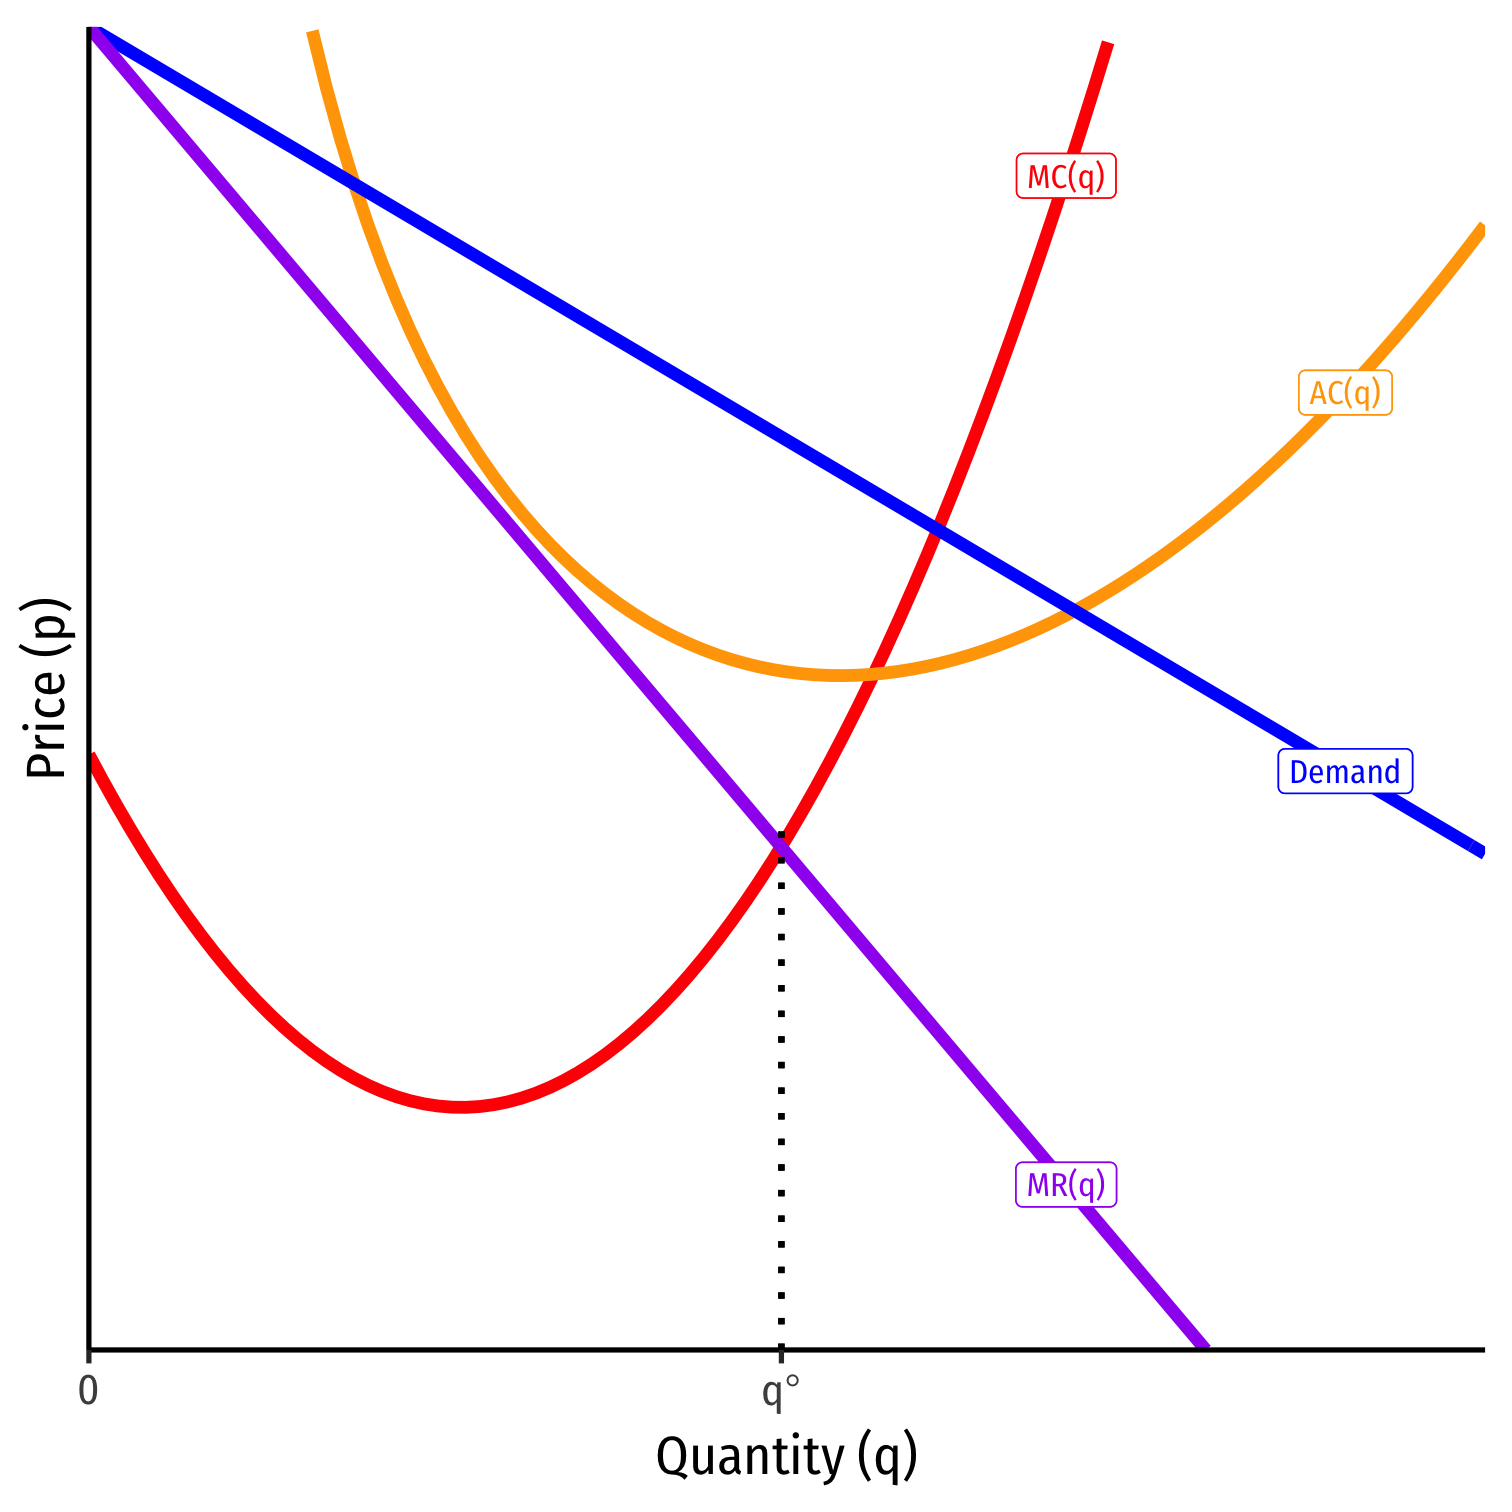 MC(q)
AC(q)
Price (p)
Demand
MR(q)
0
q°
Quantity (q)